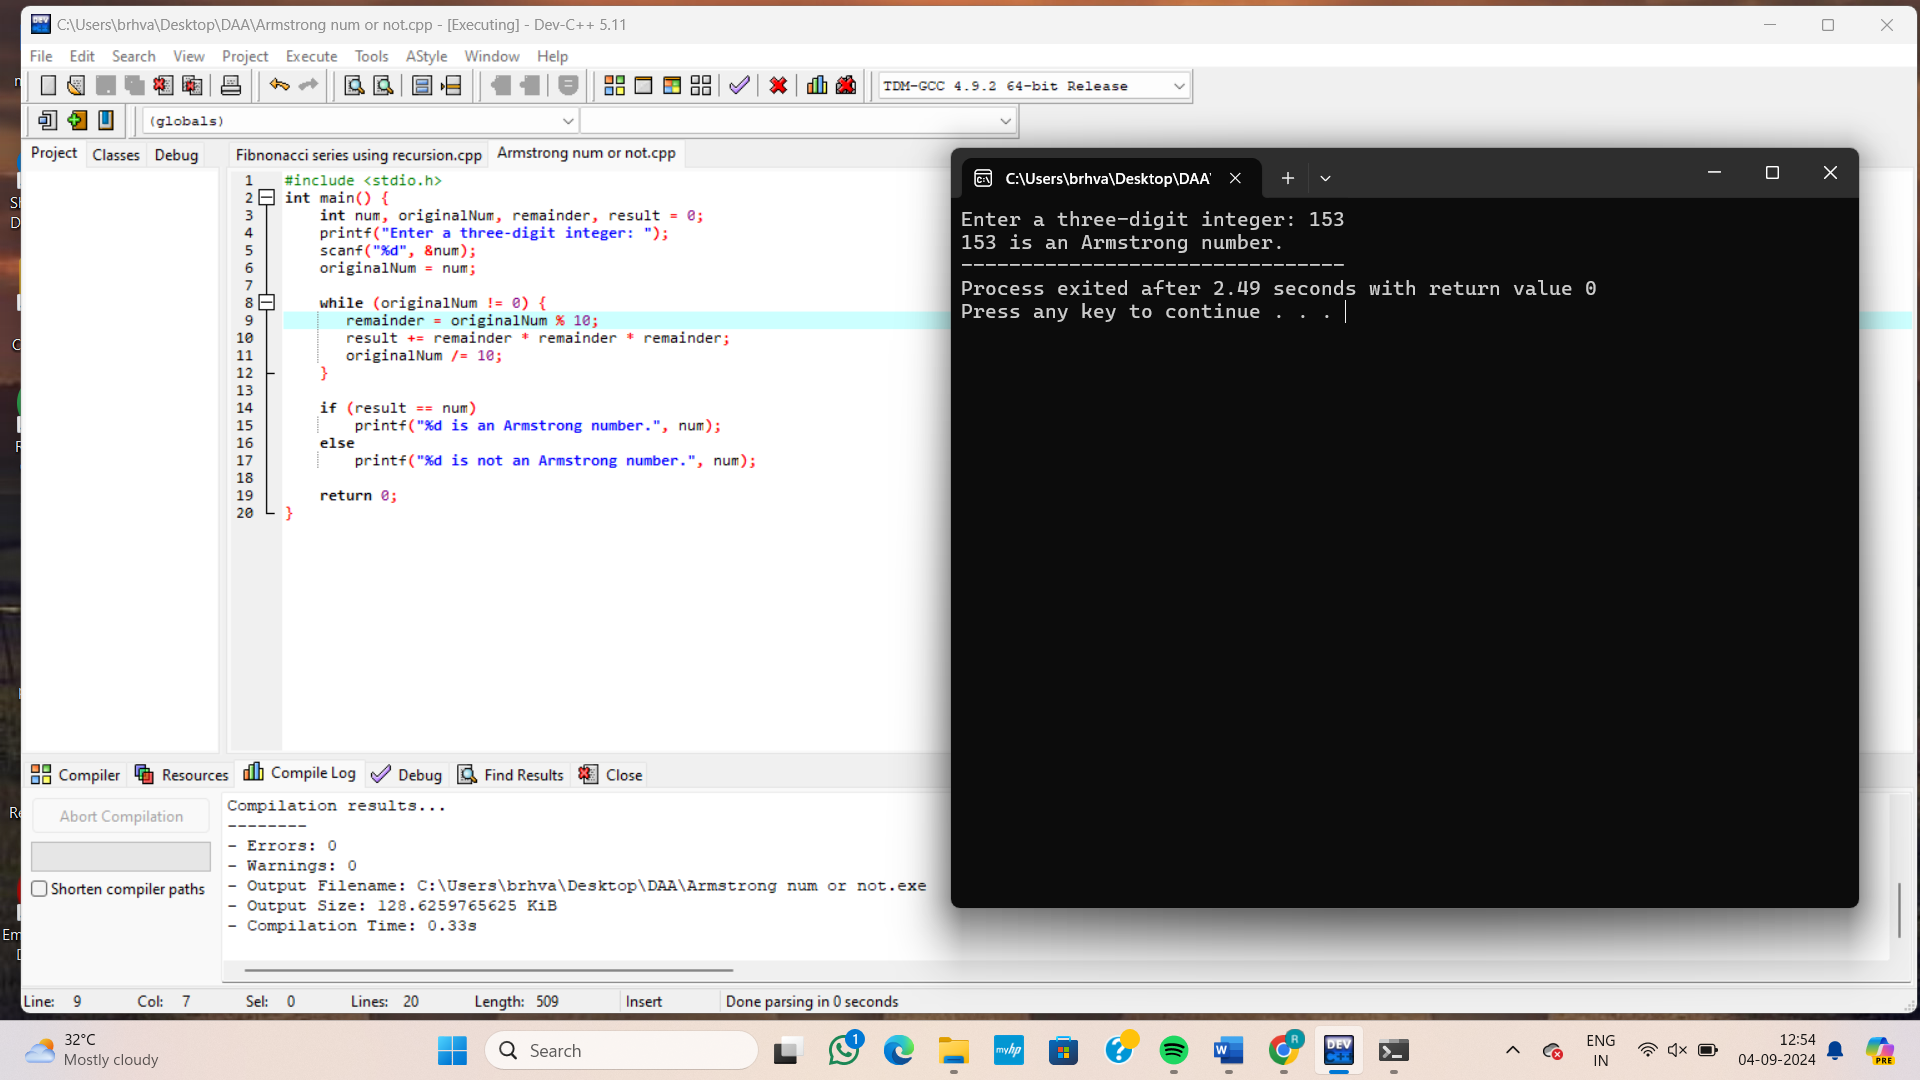 C:\Users\brhva\Desktop\DAA\Armstrong num or not.cpp - [Executing] - Dev-C++ 5.11
File Edit Search View Project Execute Tools AStyle Window Help
TDM-GCC 4.9.2 64-bit Release
(globals)
Project Classes Debug
Fibnonacci series using recursion.cpp Armstrong num or not.cpp
1 #include <stdio.h>
2 int main() {
3 int num, originalNum, remainder, result = 0;
4 printf("Enter a three-digit integer: ");
5 scanf("%d", &num);
6 originalNum = num;
7
8 while (originalNum != 0) {
9 remainder = originalNum % 10;
10 result += remainder * remainder * remainder;
11 originalNum /= 10;
12 }
13
14 if (result == num)
15 printf("%d is an Armstrong number.", num);
16 else
17 printf("%d is not an Armstrong number.", num);
18
19 return 0;
20 }
C:\Users\brhva\Desktop\DAA\
Enter a three-digit integer: 153
153 is an Armstrong number.
--------------------------------
Process exited after 2.49 seconds with return value 0
Press any key to continue . . .
Compiler Resources Compile Log Debug Find Results Close
Abort Compilation
Shorten compiler paths
Compilation results...
--------
- Errors: 0
- Warnings: 0
- Output Filename: C:\Users\brhva\Desktop\DAA\Armstrong num or not.exe
- Output Size: 128.6259765625 KiB
- Compilation Time: 0.33s
Line: 9 Col: 7 Sel: 0 Lines: 20 Length: 509 Insert Done parsing in 0 seconds
32°C
Mostly cloudy
Search
1
myhp
R
DEV
C++
ENG
IN
12:54
04-09-2024
PRE